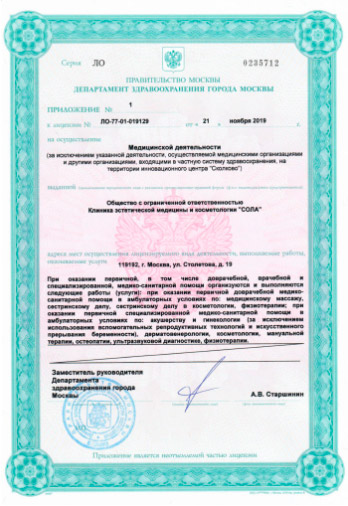 Серия ЛО 0235712
ПРАВИТЕЛЬСТВО МОСКВЫ
ДЕПАРТАМЕНТ ЗДРАВООХРАНЕНИЯ ГОРОДА МОСКВЫ
ПРИЛОЖЕНИЕ № 1
к лицензии № ЛО-77-01-019129 от « 21 » ноября 2019
на осуществление
Медицинской деятельности
(за исключением указанной деятельности, осуществляемой медицинскими организациями
и другими организациями, входящими в частную систему здравоохранения, на
территории инновационного центра "Сколково")
выданной
Общество с ограниченной ответственностью
Клиника эстетической медицины и косметологии "СОЛА"
адреса мест осуществления лицензируемого вида деятельности, выполняемые работы,
оказываемые услуги
119192, г. Москва, ул. Столетова, д. 19
При оказании первичной, в том числе доврачебной, врачебной и
специализированной, медико-санитарной помощи организуются и выполняются
следующие работы (услуги): при оказании первичной доврачебной медико-
санитарной помощи в амбулаторных условиях по: медицинскому массажу,
сестринскому делу, сестринскому делу в косметологии, физиотерапии; при
оказании первичной специализированной медико-санитарной помощи в
амбулаторных условиях по: акушерству и гинекологии (за исключением
использования вспомогательных репродуктивных технологий и искусственного
прерывания беременности), дерматовенерологии, косметологии, мануальной
терапии, остеопатии, ультразвуковой диагностике, физиотерапии.
Заместитель руководителя
Департамента
здравоохранения города
Москвы А.В. Старшинин
Приложение является неотъемлемой частью лицензии